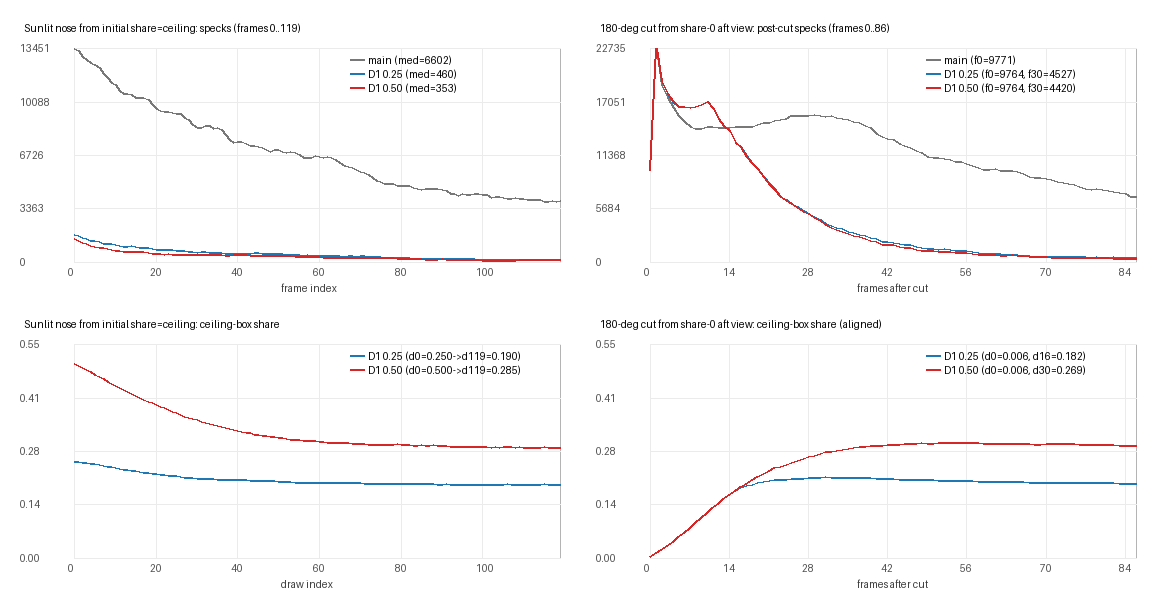 Sunlit nose from initial share=ceiling: specks (frames 0..119)
13451
10088
6726
3363
0
main (med=6602)
D1 0.25 (med=460)
D1 0.50 (med=353)
0 20 40 60 80 100
frame index
180-deg cut from share-0 aft view: post-cut specks (frames 0..86)
22735
17051
11368
5684
0
main (f0=9771)
D1 0.25 (f0=9764, f30=4527)
D1 0.50 (f0=9764, f30=4420)
0 14 28 42 56 70 84
frames after cut
Sunlit nose from initial share=ceiling: ceiling-box share
0.55
0.41
0.28
0.14
0.00
D1 0.25 (d0=0.250->d119=0.190)
D1 0.50 (d0=0.500->d119=0.285)
0 20 40 60 80 100
draw index
180-deg cut from share-0 aft view: ceiling-box share (aligned)
0.55
0.41
0.28
0.14
0.00
D1 0.25 (d0=0.006, d16=0.182)
D1 0.50 (d0=0.006, d30=0.269)
0 14 28 42 56 70 84
frames after cut